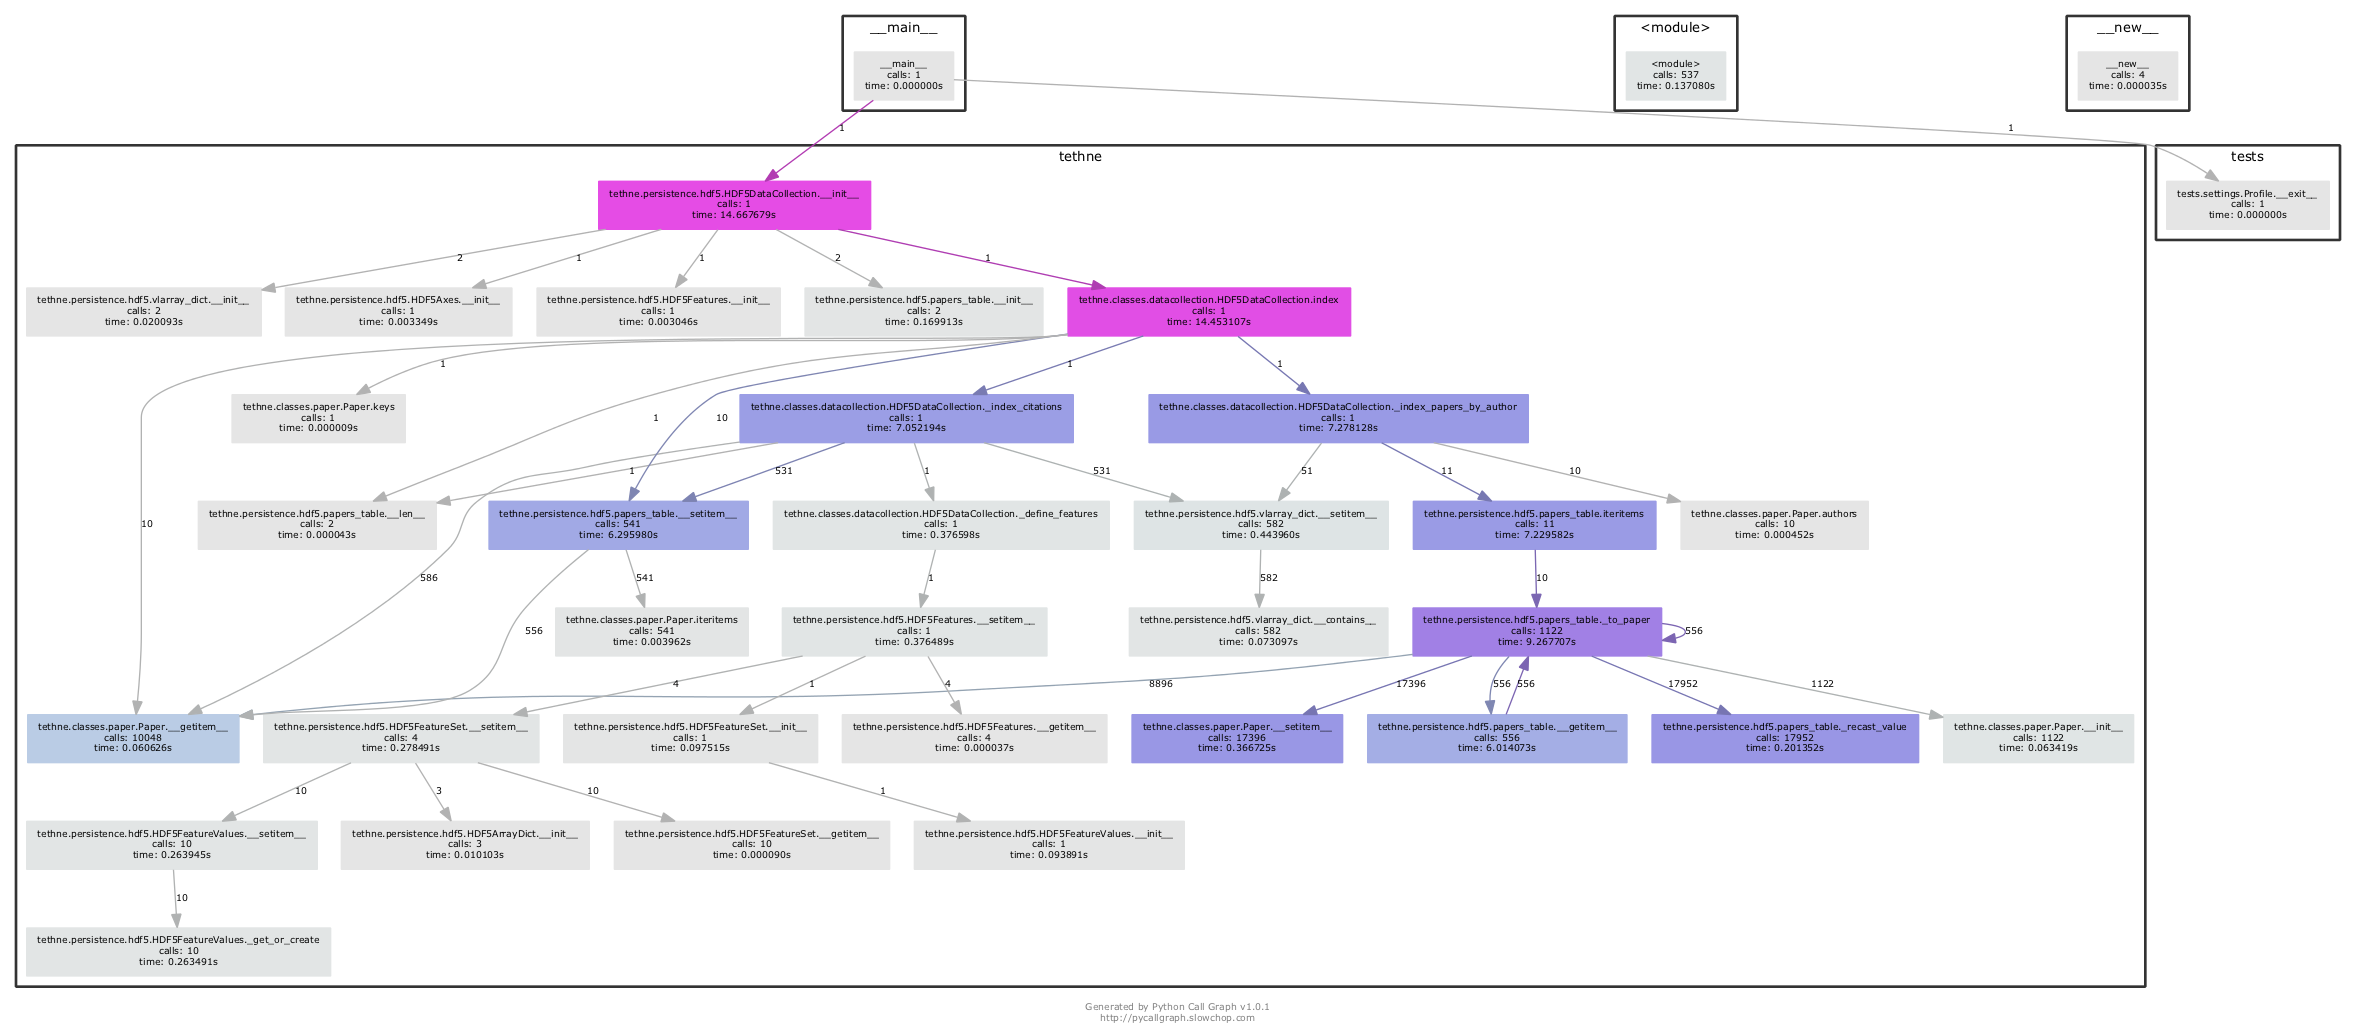 __main__
<module>
__new__
__main__
calls: 1
time: 0.000000s
<module>
calls: 537
time: 0.137080s
__new__
calls: 4
time: 0.000035s
1
1
tethne
tests
tethne.persistence.hdf5.HDF5DataCollection.__init__
calls: 1
time: 14.667679s
tests.settings.Profile.__exit__
calls: 1
time: 0.000000s
2
1
1
2
1
tethne.persistence.hdf5.vlarray_dict.__init__
calls: 2
time: 0.020093s
tethne.persistence.hdf5.HDF5Axes.__init__
calls: 1
time: 0.003349s
tethne.persistence.hdf5.HDF5Features.__init__
calls: 1
time: 0.003046s
tethne.persistence.hdf5.papers_table.__init__
calls: 2
time: 0.169913s
tethne.classes.datacollection.HDF5DataCollection.index
calls: 1
time: 14.453107s
1
1
1
tethne.classes.paper.Paper.keys
calls: 1
time: 0.000009s
1
10
tethne.classes.datacollection.HDF5DataCollection._index_citations
calls: 1
time: 7.052194s
tethne.classes.datacollection.HDF5DataCollection._index_papers_by_author
calls: 1
time: 7.278128s
1
531
1
531
51
11
10
10
tethne.persistence.hdf5.papers_table.__len__
calls: 2
time: 0.000043s
tethne.persistence.hdf5.papers_table.__setitem__
calls: 541
time: 6.295980s
tethne.classes.datacollection.HDF5DataCollection._define_features
calls: 1
time: 0.376598s
tethne.persistence.hdf5.vlarray_dict.__setitem__
calls: 582
time: 0.443960s
tethne.persistence.hdf5.papers_table.iteritems
calls: 11
time: 7.229582s
tethne.classes.paper.Paper.authors
calls: 10
time: 0.000452s
586
541
1
582
10
556
tethne.classes.paper.Paper.iteritems
calls: 541
time: 0.003962s
tethne.persistence.hdf5.HDF5Features.__setitem__
calls: 1
time: 0.376489s
tethne.persistence.hdf5.vlarray_dict.__contains__
calls: 582
time: 0.073097s
tethne.persistence.hdf5.papers_table._to_paper
calls: 1122
time: 9.267707s
556
4
1
4
8896
17396
556
556
17952
1122
tethne.classes.paper.Paper.__getitem__
calls: 10048
time: 0.060626s
tethne.persistence.hdf5.HDF5FeatureSet.__setitem__
calls: 4
time: 0.278491s
tethne.persistence.hdf5.HDF5FeatureSet.__init__
calls: 1
time: 0.097515s
tethne.persistence.hdf5.HDF5Features.__getitem__
calls: 4
time: 0.000037s
tethne.classes.paper.Paper.__setitem__
calls: 17396
time: 0.366725s
tethne.persistence.hdf5.papers_table.__getitem__
calls: 556
time: 6.014073s
tethne.persistence.hdf5.papers_table._recast_value
calls: 17952
time: 0.201352s
tethne.classes.paper.Paper.__init__
calls: 1122
time: 0.063419s
10
3
10
1
tethne.persistence.hdf5.HDF5FeatureValues.__setitem__
calls: 10
time: 0.263945s
tethne.persistence.hdf5.HDF5ArrayDict.__init__
calls: 3
time: 0.010103s
tethne.persistence.hdf5.HDF5FeatureSet.__getitem__
calls: 10
time: 0.000090s
tethne.persistence.hdf5.HDF5FeatureValues.__init__
calls: 1
time: 0.093891s
10
tethne.persistence.hdf5.HDF5FeatureValues._get_or_create
calls: 10
time: 0.263491s
Generated by Python Call Graph v1.0.1
http://pycallgraph.slowchop.com